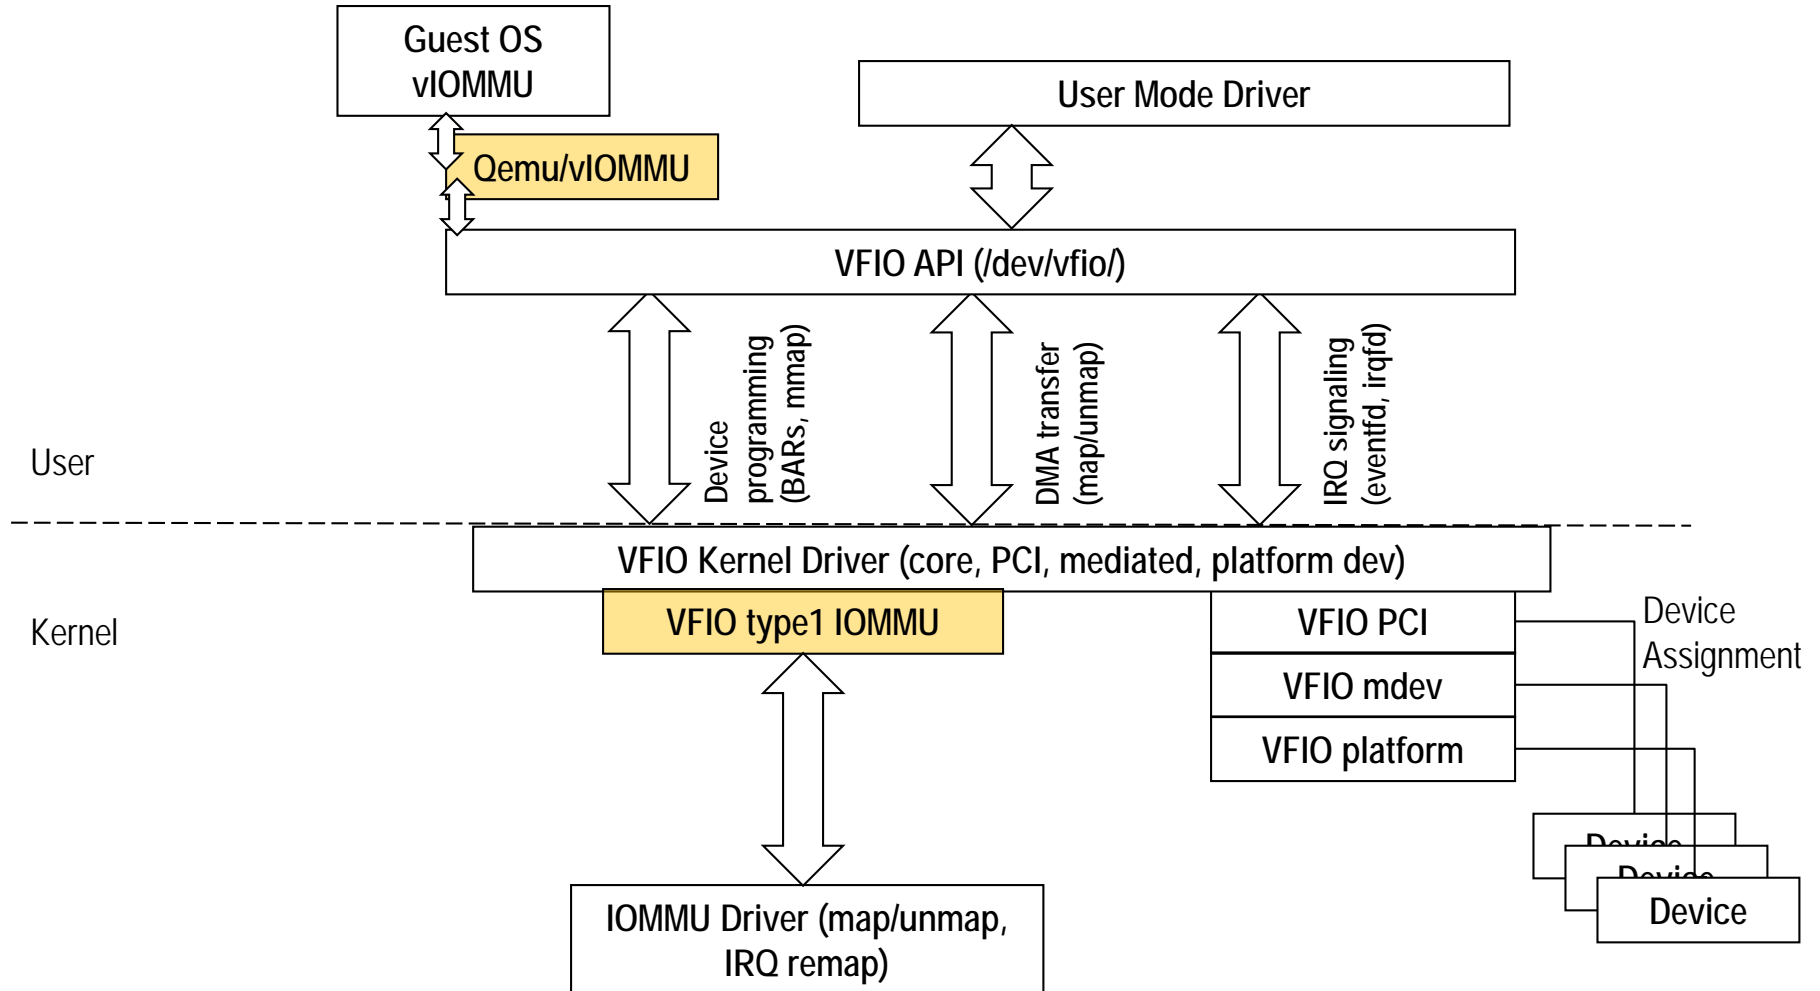 Guest OS
vIOMMU
User Mode Driver
Qemu/vIOMMU
VFIO API (/dev/vfio/)
Device
programming
(BARs, mmap)
DMA transfer
(map/unmap)
IRQ signaling
(eventfd, irqfd)
User
VFIO Kernel Driver (core, PCI, mediated, platform dev)
Kernel
VFIO type1 IOMMU
VFIO PCI
VFIO mdev
VFIO platform
Device
Assignment
Device
Device
Device
IOMMU Driver (map/unmap,
IRQ remap)